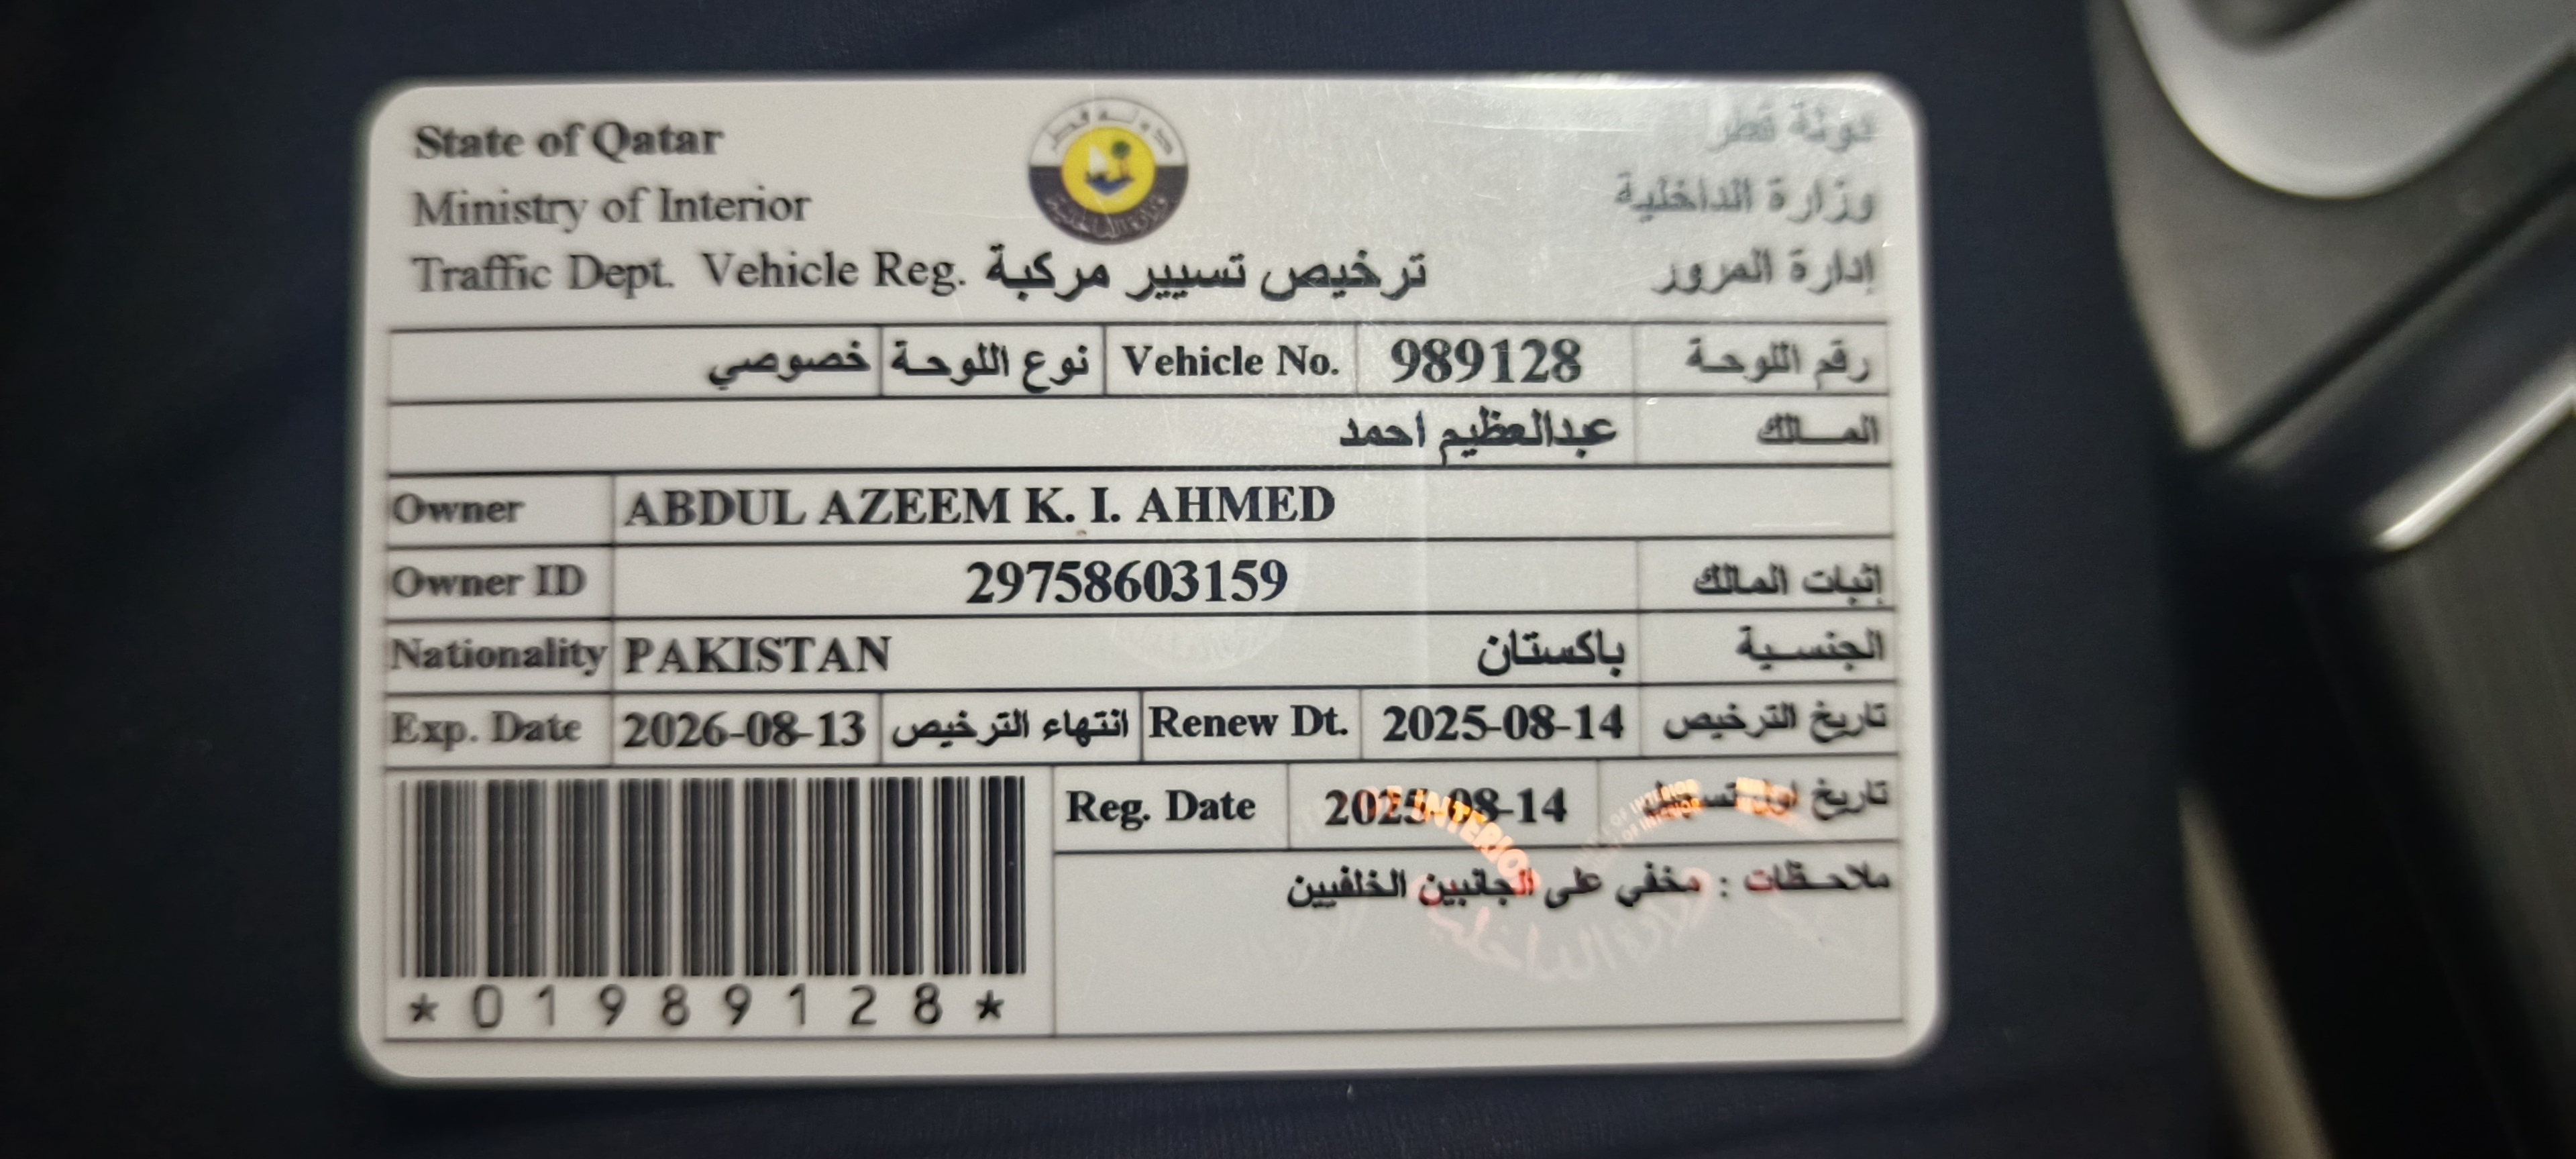 State of Qatar دولة قطر
Ministry of Interior وزارة الداخلية
Traffic Dept. Vehicle Reg. ترخيص تسيير مركبة إدارة المرور
رقم اللوحة 989128 Vehicle No. نوع اللوحة خصوصي
المالك عبدالعظيم احمد
Owner ABDUL AZEEM K. I. AHMED
Owner ID 29758603159 إثبات المالك
Nationality PAKISTAN باكستان الجنسية
Exp. Date 2026-08-13 انتهاء الترخيص Renew Dt. 2025-08-14 تاريخ الترخيص
Reg. Date 2025-08-14 تاريخ اول تسجيل
ملاحظات : مخفي على الجانبين الخلفيين
*01989128*